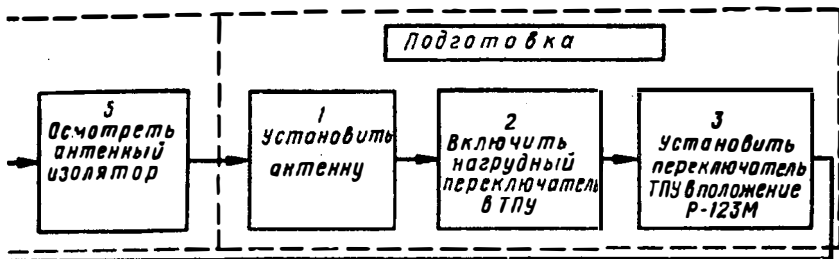 Подготовка
5
Осмотреть
антенный
изолятор
1
Установить
антенну
2
Включить
нагрудный
переключатель
в ТПУ
3
Установить
переключатель
ТПУ в положение
Р-123М